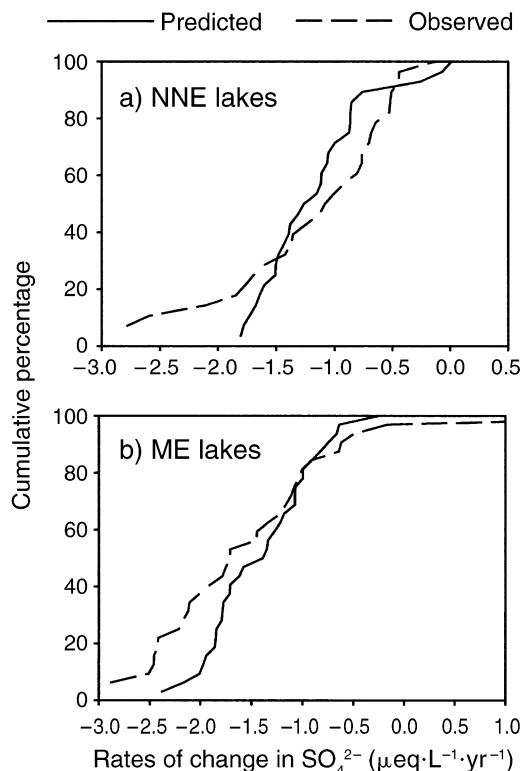 Predicted Observed
a) NNE lakes
100
80
60
40
20
0
−3.0 −2.5 −2.0 −1.5 −1.0 −0.5 0.0 0.5
Cumulative percentage
b) ME lakes
100
80
60
40
20
0
−3.0 −2.5 −2.0 −1.5 −1.0 −0.5 0.0 0.5 1.0
Rates of change in SO₄²⁻ (μeq·L⁻¹·yr⁻¹)